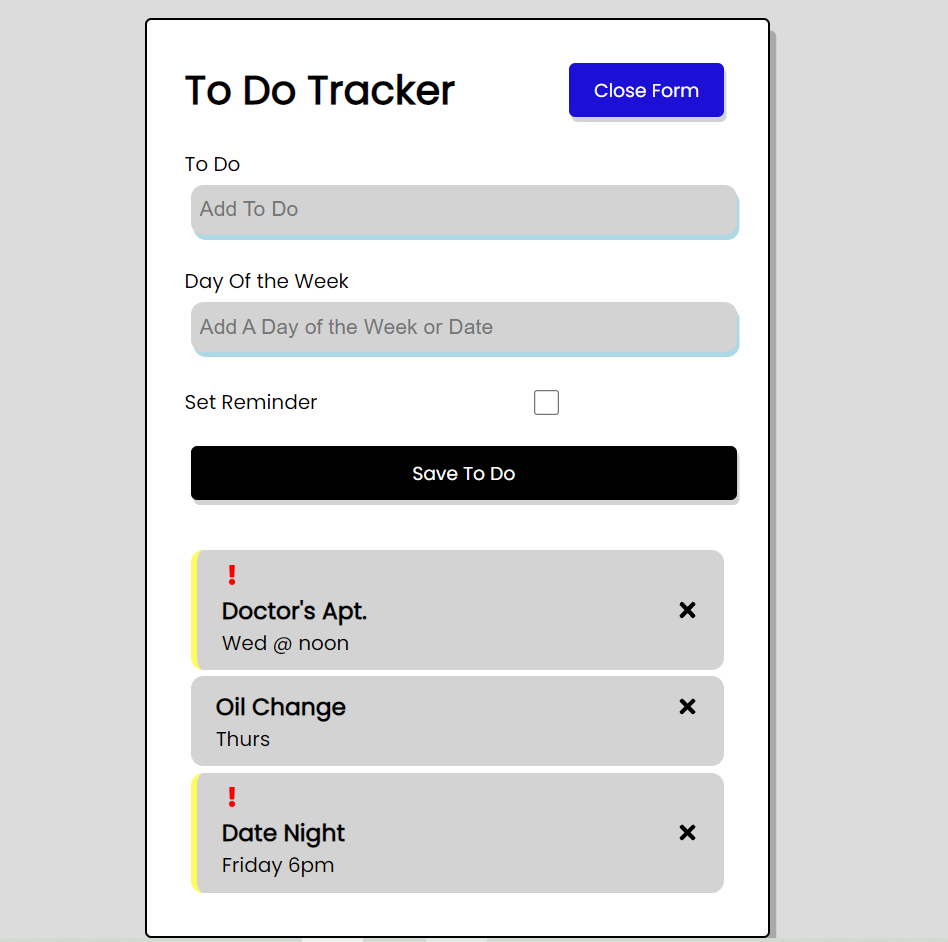 To Do Tracker
Close Form
To Do
Add To Do
Day Of the Week
Add A Day of the Week or Date
Set Reminder
Save To Do
!
Doctor's Apt.
Wed @ noon
Oil Change
Thurs
!
Date Night
Friday 6pm